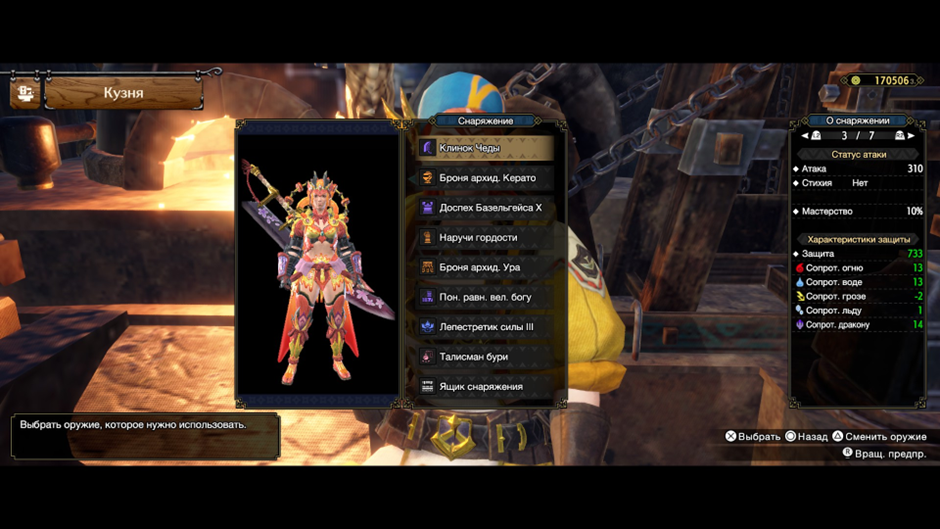 Кузня
170506 з.
Снаряжение
Клинок Чеды
Броня архид. Керато
Доспех Базельгейса X
Наручи гордости
Броня архид. Ура
Пон. равн. вел. богу
Лепестретик силы III
Талисман бури
Ящик снаряжения
О снаряжении
3 / 7
Статус атаки
Атака 310
Стихия Нет
Мастерство 10%
Характеристики защиты
Защита 733
Сопрот. огню 13
Сопрот. воде 13
Сопрот. грозе -2
Сопрот. льду 1
Сопрот. дракону 14
Выбрать оружие, которое нужно использовать.
Выбрать Назад Сменить оружие
R Вращ. предпр.